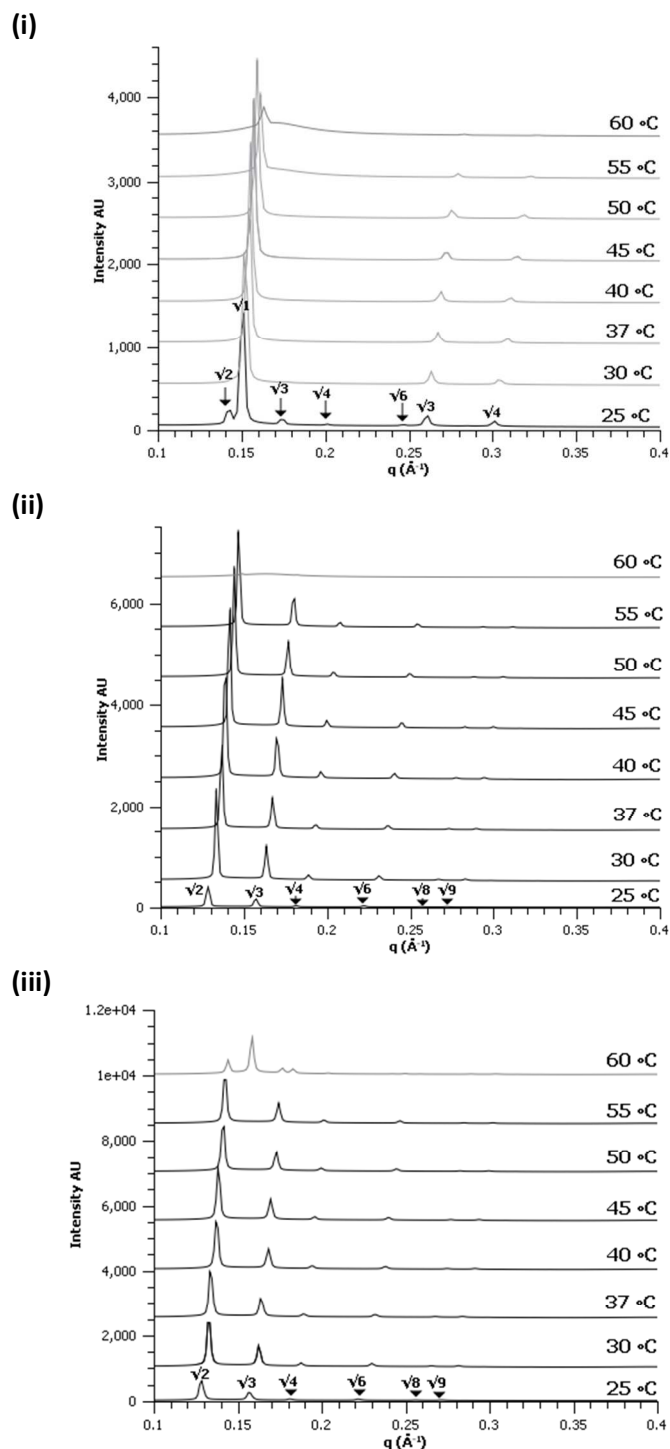 (i)
Intensity AU
4,000
3,000
2,000
1,000
0
60 °C
55 °C
50 °C
45 °C
40 °C
37 °C
30 °C
25 °C
√2
√1
√3
√4
√6
√3
√4
0.1 0.15 0.2 0.25 0.3 0.35 0.4
q (Å⁻¹)
(ii)
Intensity AU
6,000
4,000
2,000
0
60 °C
55 °C
50 °C
45 °C
40 °C
37 °C
30 °C
25 °C
√2 √3 √4 √6 √8 √9
0.1 0.15 0.2 0.25 0.3 0.35 0.4
q (Å⁻¹)
(iii)
Intensity AU
1.2e+04
1e+04
8,000
6,000
4,000
2,000
0
60 °C
55 °C
50 °C
45 °C
40 °C
37 °C
30 °C
25 °C
√2 √3 √4 √6 √8 √9
0.1 0.15 0.2 0.25 0.3 0.35 0.4
q (Å⁻¹)